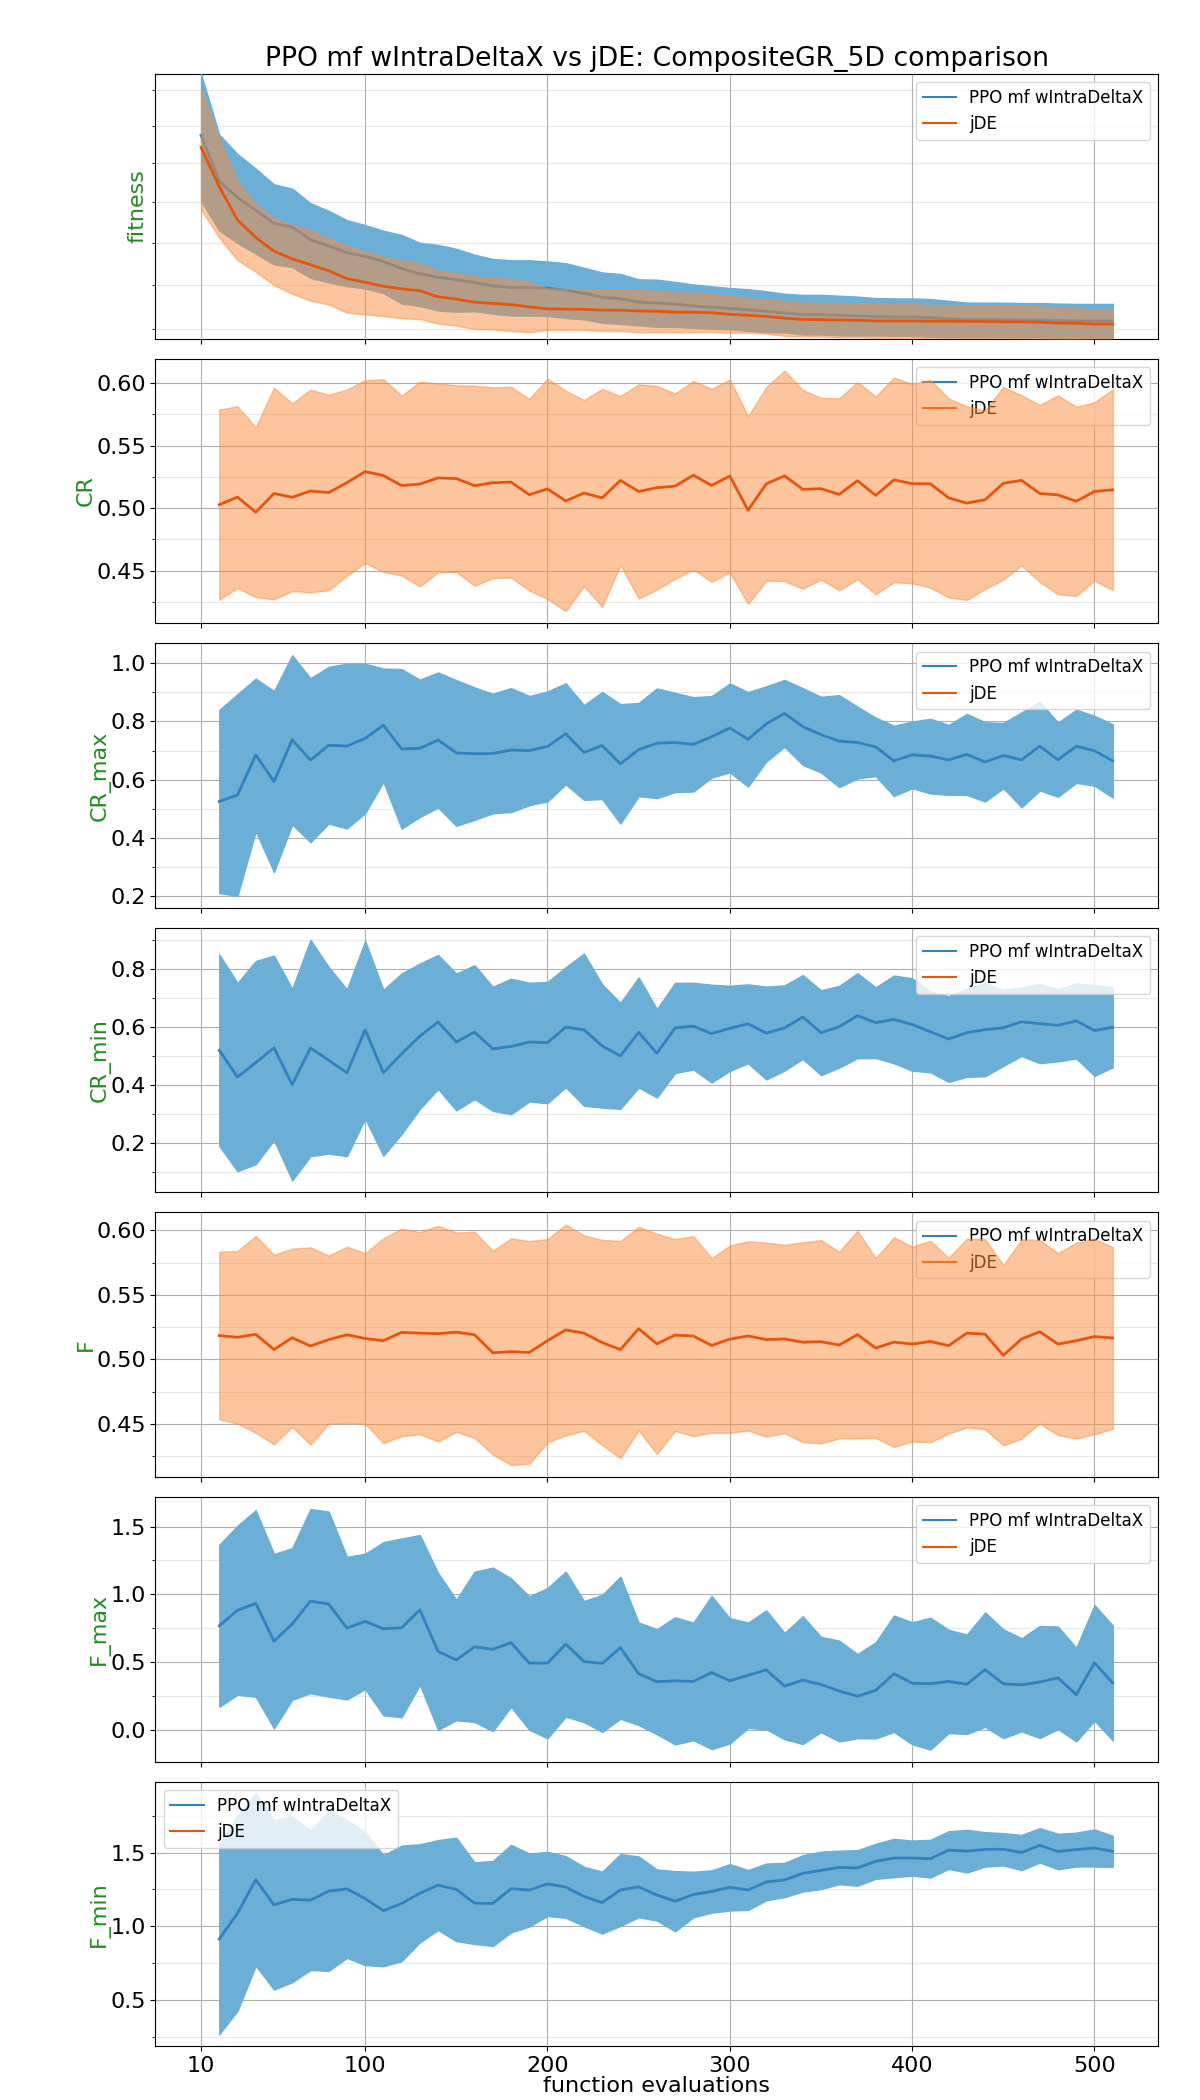 PPO mf wIntraDeltaX vs jDE: CompositeGR_5D comparison
fitness
PPO mf wIntraDeltaX
jDE
CR
0.60
0.55
0.50
0.45
PPO mf wIntraDeltaX
jDE
CR_max
1.0
0.8
0.6
0.4
0.2
PPO mf wIntraDeltaX
jDE
CR_min
0.8
0.6
0.4
0.2
PPO mf wIntraDeltaX
jDE
F
0.60
0.55
0.50
0.45
PPO mf wIntraDeltaX
jDE
F_max
1.5
1.0
0.5
0.0
PPO mf wIntraDeltaX
jDE
F_min
1.5
1.0
0.5
PPO mf wIntraDeltaX
jDE
10 100 200 300 400 500
function evaluations